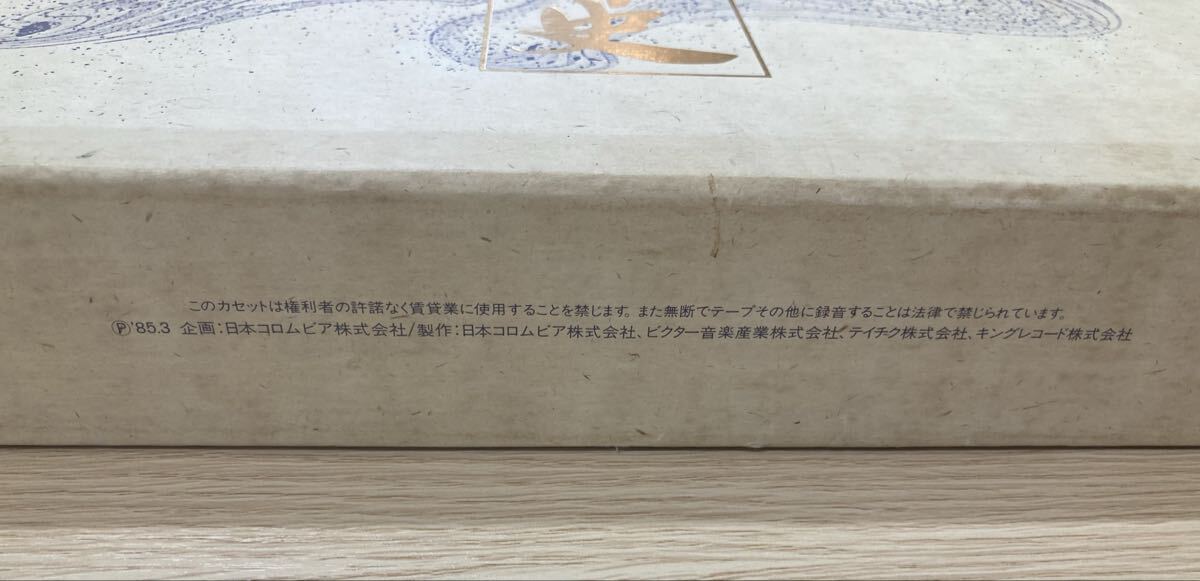 このカセットは権利者の許諾なく賃貸業に使用することを禁じます。また無断でテープその他に録音することは法律で禁じられています。
Ⓟ'85.3 企画:日本コロムビア株式会社/製作:日本コロムビア株式会社、ビクター音楽産業株式会社、テイチク株式会社、キングレコード株式会社